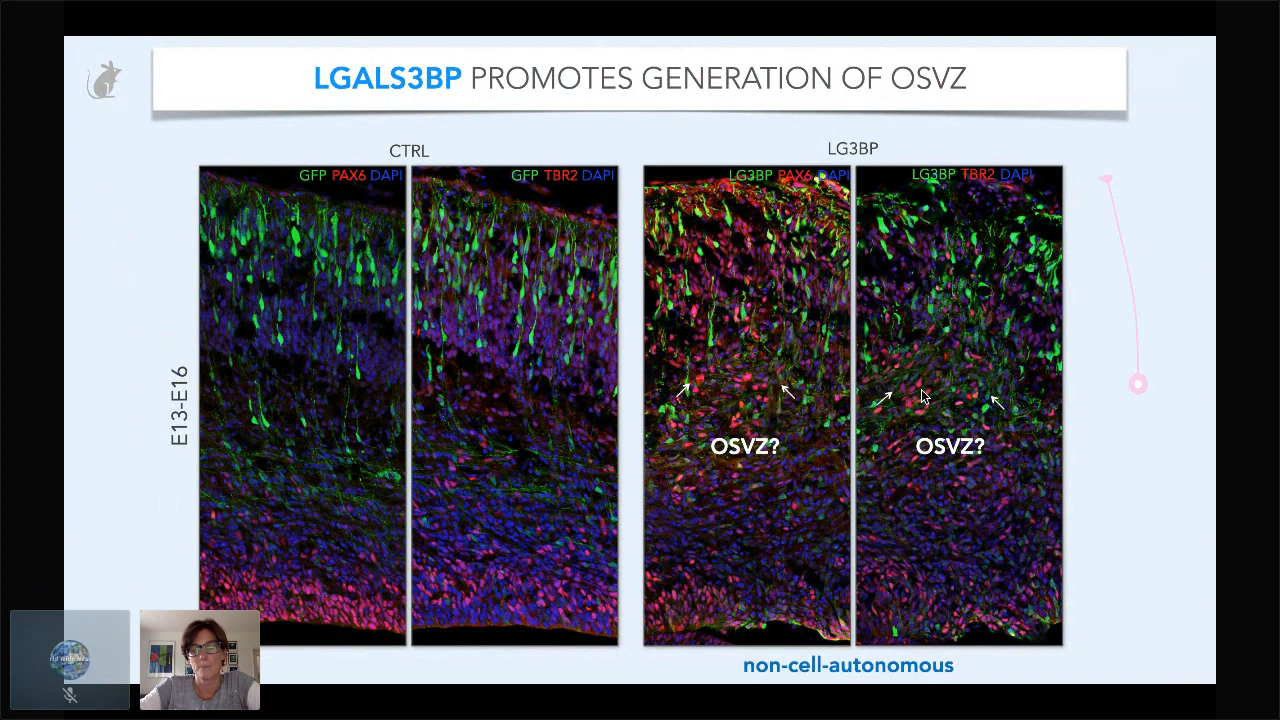 LGALS3BP PROMOTES GENERATION OF OSVZ
CTRL
LG3BP
GFP PAX6 DAPI
GFP TBR2 DAPI
LG3BP PAX6 DAPI
LG3BP TBR2 DAPI
E13-E16
OSVZ?
OSVZ?
non-cell-autonomous